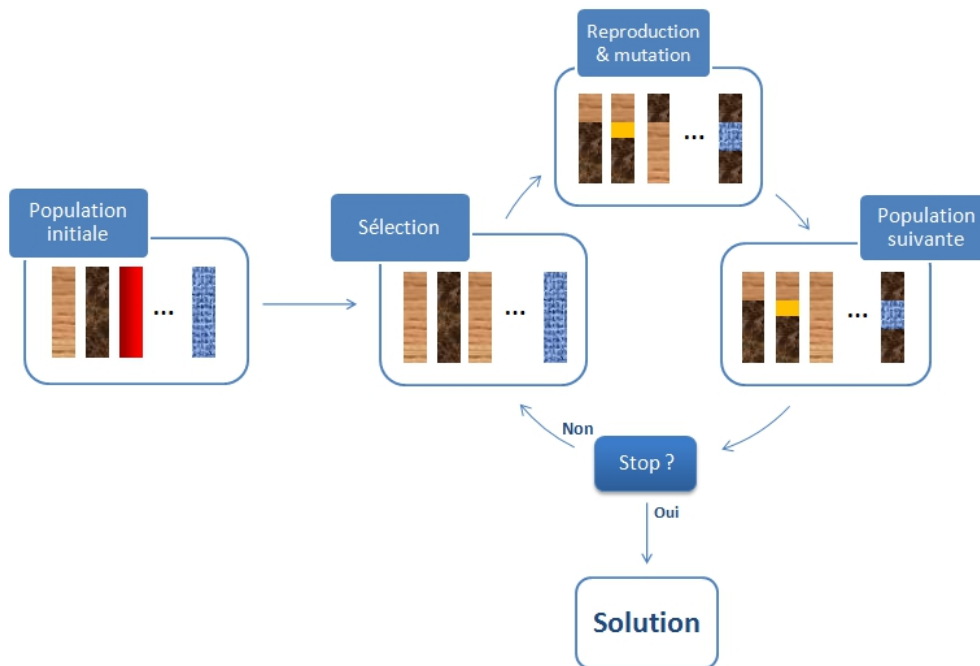 Reproduction
& mutation
...
Population
initiale
...
Sélection
...
Population
suivante
...
Non
Stop ?
Oui
Solution